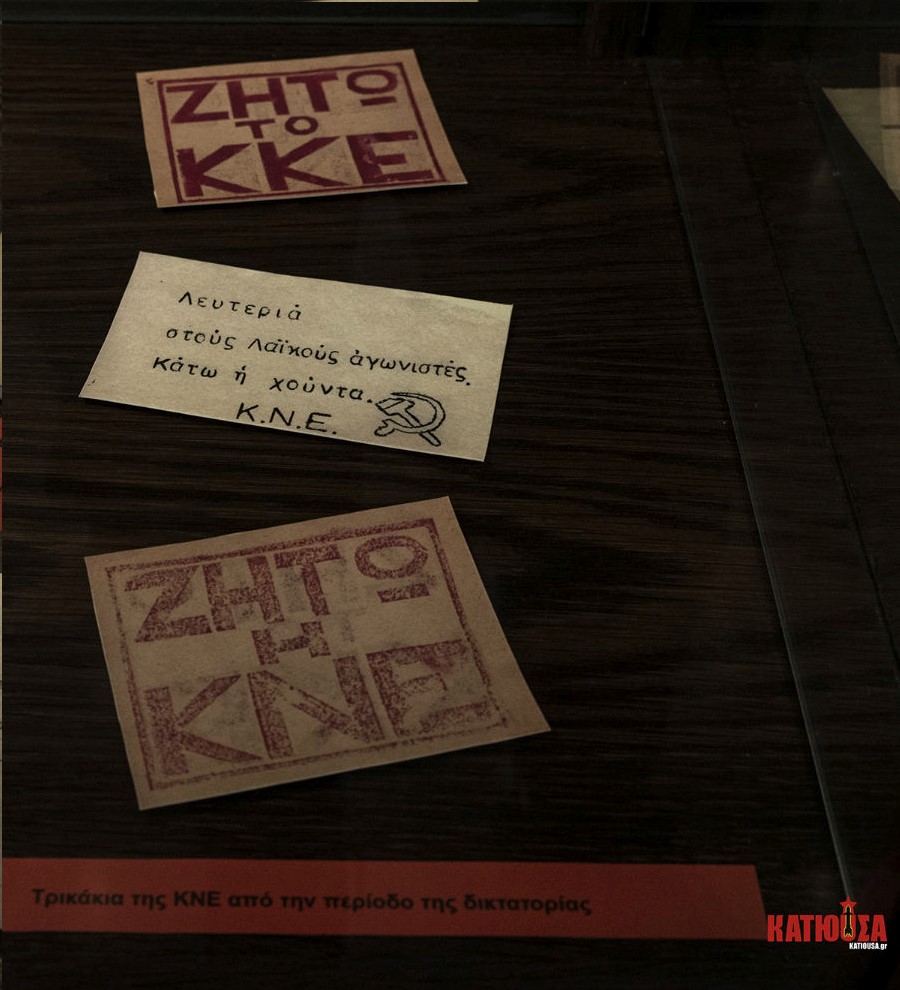 ΖΗΤΩ
ΤΟ
ΚΚΕ
Λευτεριά
στούς λαϊκούς ἀγωνιστές.
Κάτω ἡ χούντα.
Κ.Ν.Ε.
ΖΗΤΩ
Η
ΚΝΕ
Τρικάκια της ΚΝΕ από την περίοδο της δικτατορίας
ΚΑΤΙΟΥΣΑ
KATIOUSA.gr